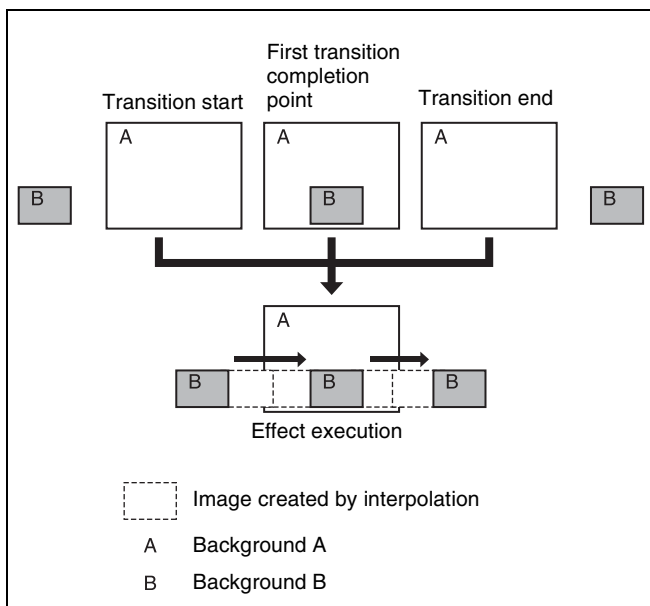 First transition
completion
point
Transition start
Transition end
A
A
A
B
B
B
A
B
B
B
Effect execution
Image created by interpolation
A Background A
B Background B